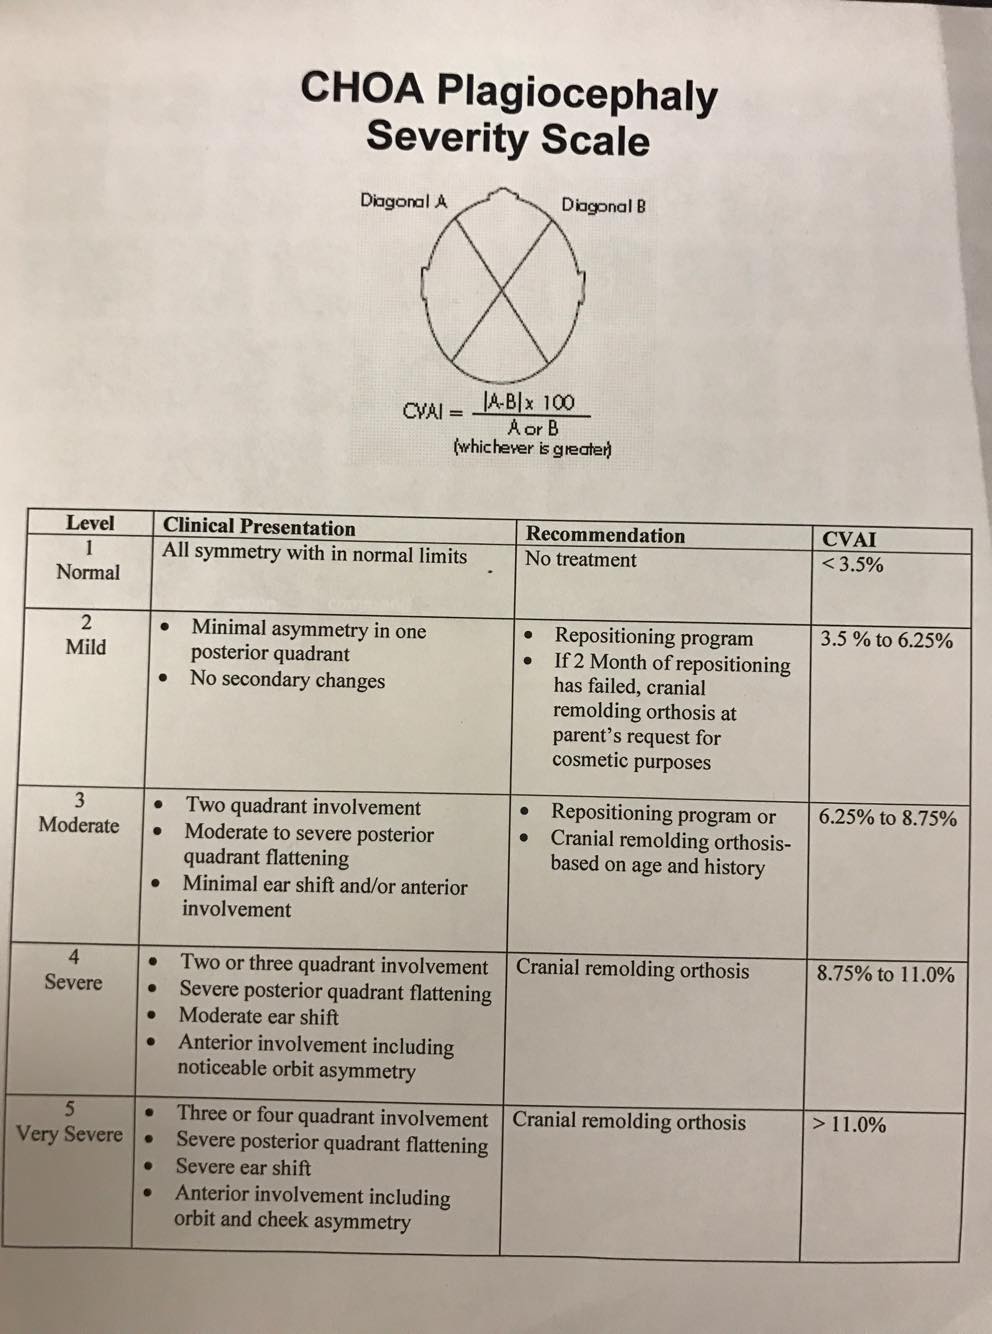 CHOA Plagiocephaly
Severity Scale
Diagonal A
Diagonal B
CVAI = |A-B| x 100
A or B
(whichever is greater)
Level
Clinical Presentation
Recommendation
CVAI
1
Normal
All symmetry with in normal limits
No treatment
< 3.5%
2
Mild
• Minimal asymmetry in one
posterior quadrant
• No secondary changes
• Repositioning program
• If 2 Month of repositioning
has failed, cranial
remolding orthosis at
parent's request for
cosmetic purposes
3.5 % to 6.25%
3
Moderate
• Two quadrant involvement
• Moderate to severe posterior
quadrant flattening
• Minimal ear shift and/or anterior
involvement
• Repositioning program or
• Cranial remolding orthosis-
based on age and history
6.25% to 8.75%
4
Severe
• Two or three quadrant involvement
• Severe posterior quadrant flattening
• Moderate ear shift
• Anterior involvement including
noticeable orbit asymmetry
Cranial remolding orthosis
8.75% to 11.0%
5
Very Severe
• Three or four quadrant involvement
• Severe posterior quadrant flattening
• Severe ear shift
• Anterior involvement including
orbit and cheek asymmetry
Cranial remolding orthosis
> 11.0%